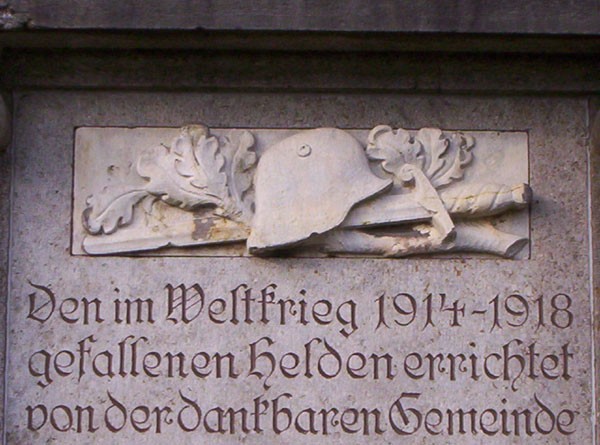 Den im Weltkrieg 1914-1918
gefallenen Helden errichtet
von der dankbaren Gemeinde